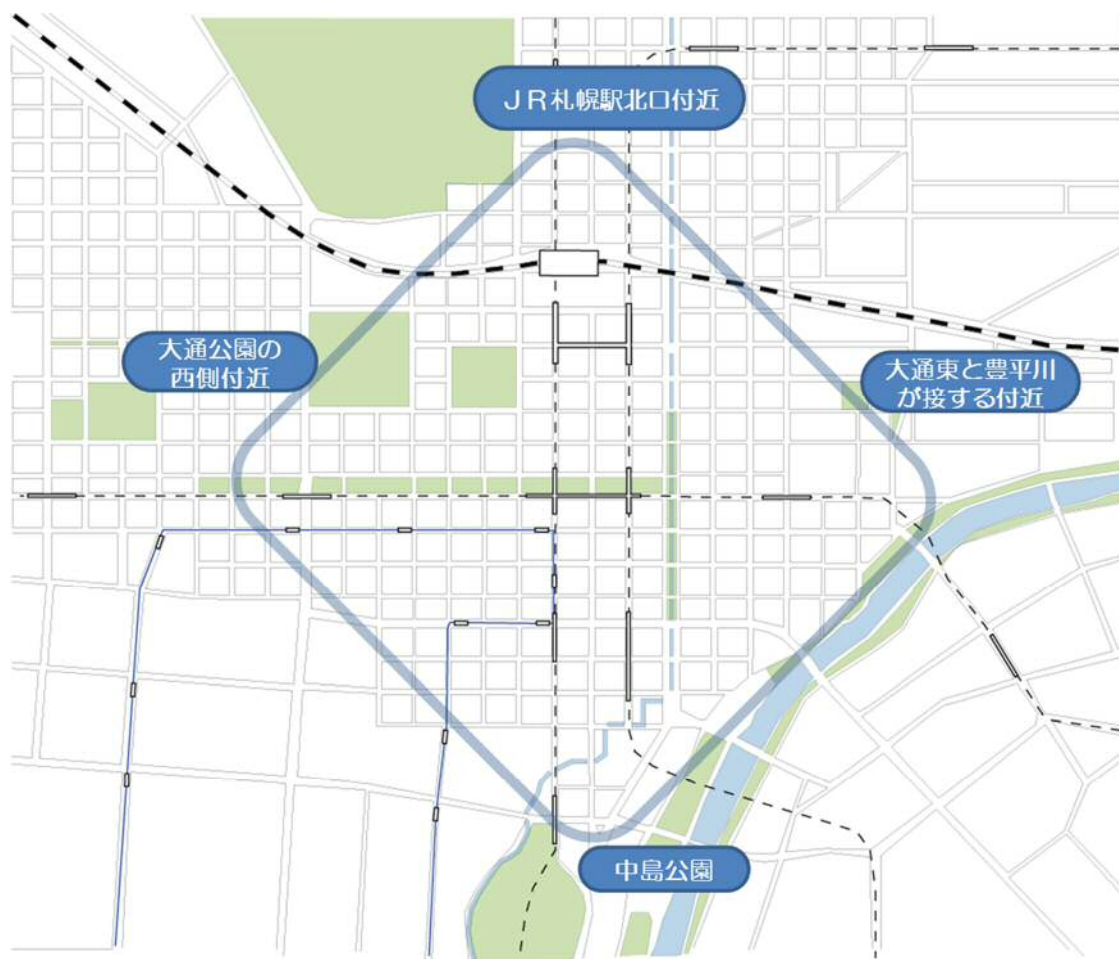 JR札幌駅北口付近
大通公園の
西側付近
大通東と豊平川
が接する付近
中島公園